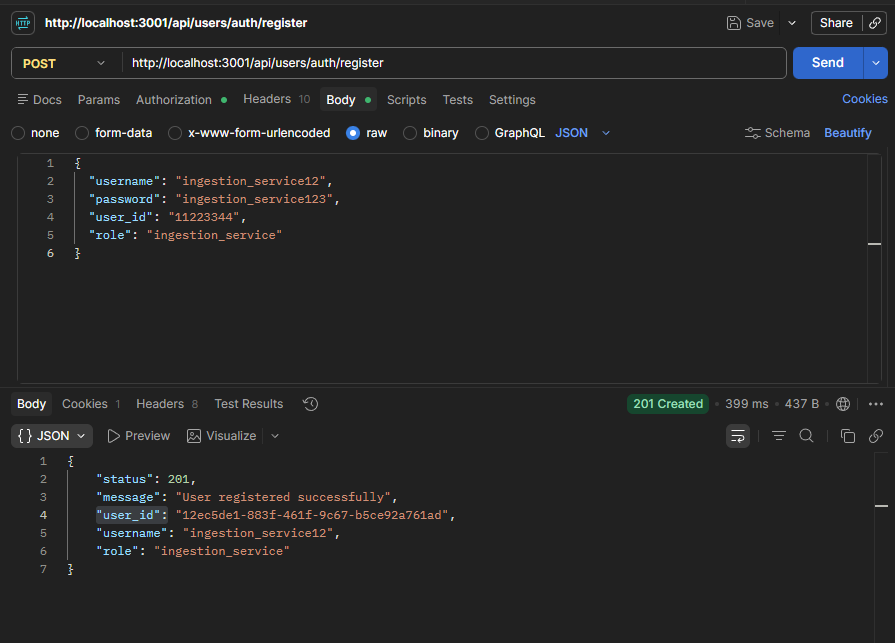 HTTP http://localhost:3001/api/users/auth/register Save Share
POST http://localhost:3001/api/users/auth/register Send
Docs Params Authorization Headers 10 Body Scripts Tests Settings Cookies
none form-data x-www-form-urlencoded raw binary GraphQL JSON Schema Beautify
1 {
2 "username": "ingestion_service12",
3 "password": "ingestion_service123",
4 "user_id": "11223344",
5 "role": "ingestion_service"
6 }
Body Cookies 1 Headers 8 Test Results 201 Created 399 ms 437 B
{} JSON Preview Visualize
1 {
2 "status": 201,
3 "message": "User registered successfully",
4 "user_id": "12ec5de1-883f-461f-9c67-b5ce92a761ad",
5 "username": "ingestion_service12",
6 "role": "ingestion_service"
7 }